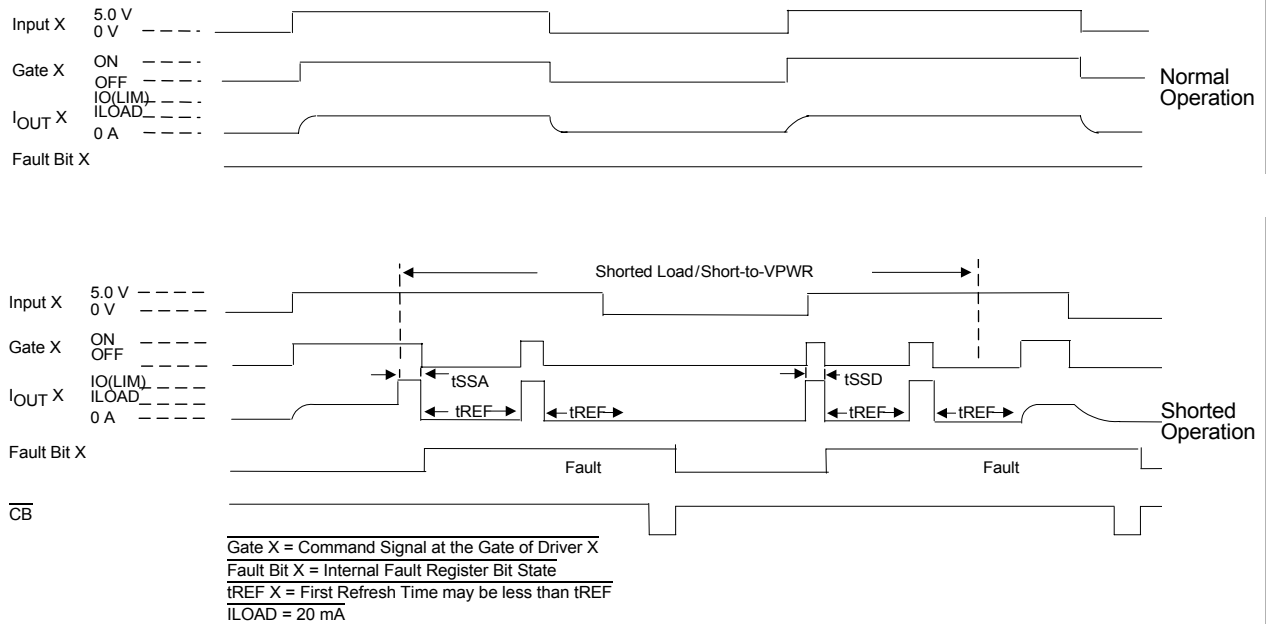 Input X 5.0 V
0 V
Gate X ON
OFF
IOUT X IO(LIM)
ILOAD
0 A
Fault Bit X
Normal
Operation
Shorted Load/Short-to-VPWR
Input X 5.0 V
0 V
Gate X ON
OFF
tSSA tSSD
IOUT X IO(LIM)
ILOAD
0 A
tREF tREF tREF tREF
Shorted
Operation
Fault Bit X
Fault Fault
CB
Gate X = Command Signal at the Gate of Driver X
Fault Bit X = Internal Fault Register Bit State
tREF X = First Refresh Time may be less than tREF
ILOAD = 20 mA